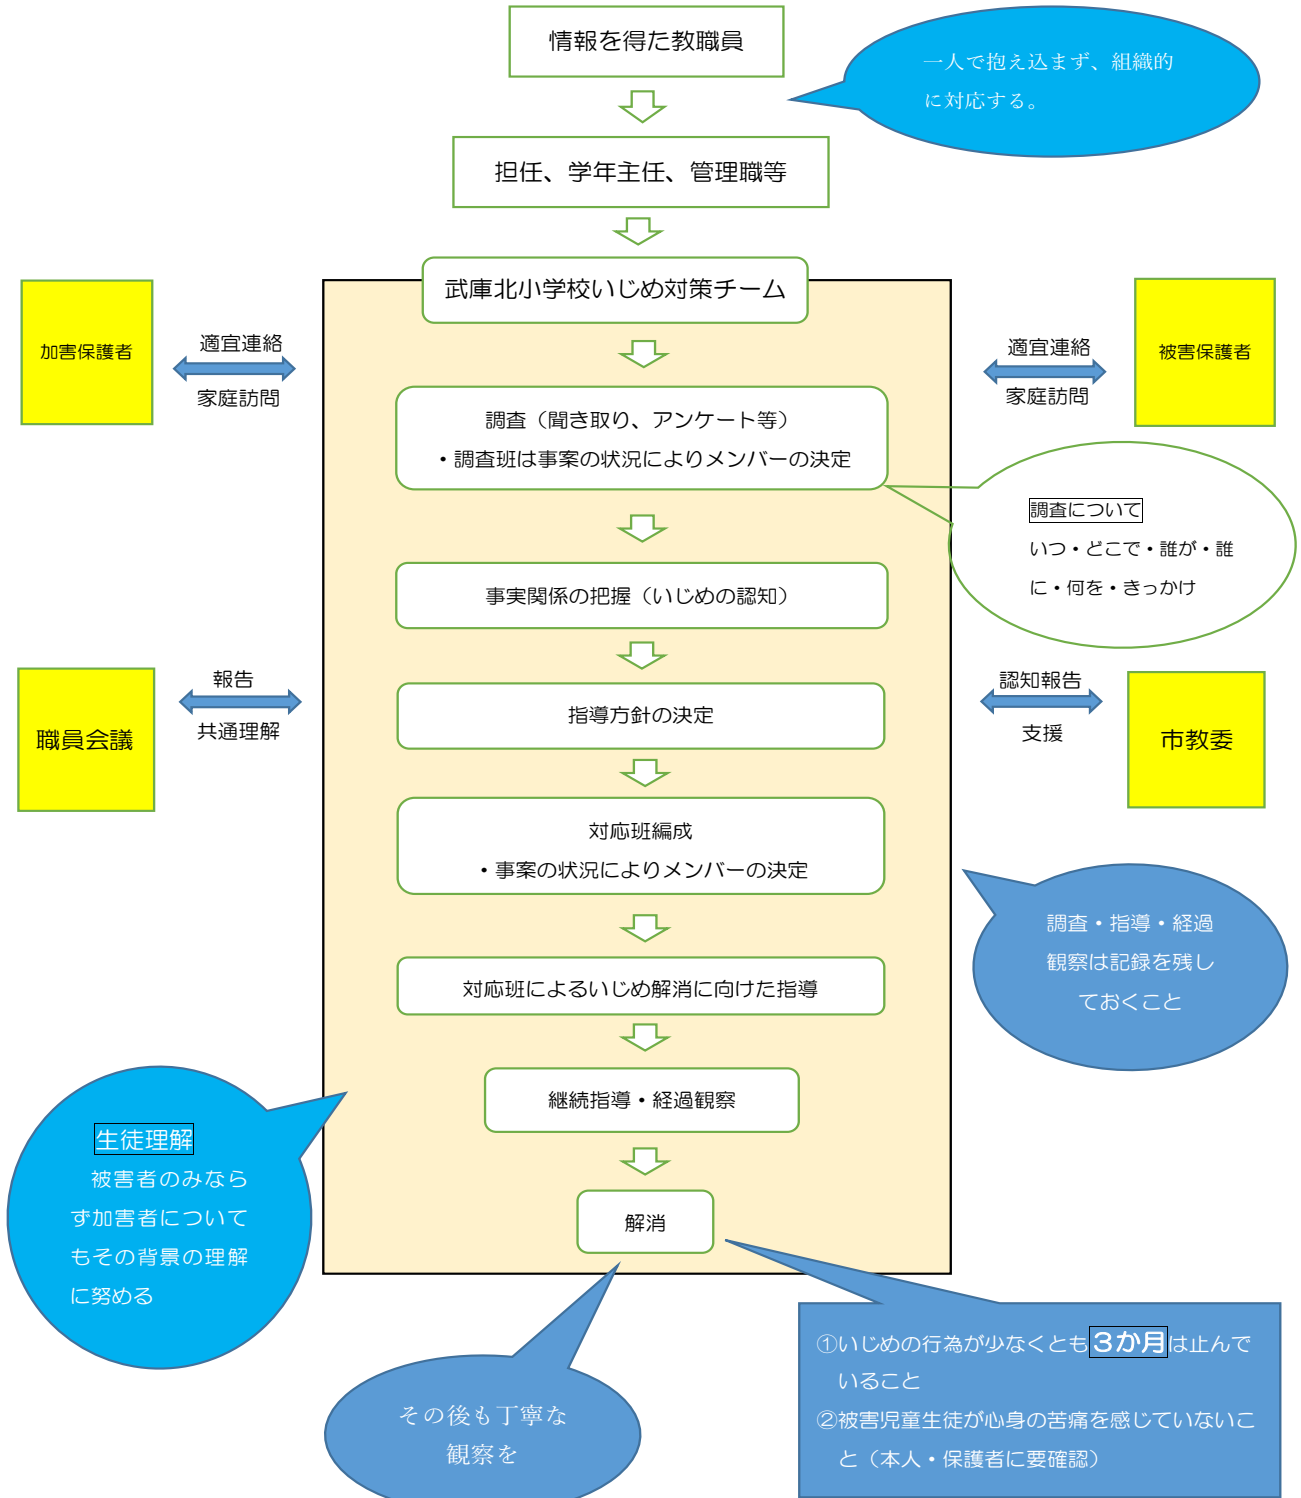 情報を得た教職員
一人で抱え込まず、組織的
に対応する。
担任、学年主任、管理職等
武庫北小学校いじめ対策チーム
加害保護者
適宜連絡
家庭訪問
適宜連絡
家庭訪問
被害保護者
調査（聞き取り、アンケート等）
・調査班は事案の状況によりメンバーの決定
調査について
いつ・どこで・誰が・誰
に・何を・きっかけ
事実関係の把握（いじめの認知）
職員会議
報告
共通理解
指導方針の決定
認知報告
支援
市教委
対応班編成
・事案の状況によりメンバーの決定
調査・指導・経過
観察は記録を残し
ておくこと
対応班によるいじめ解消に向けた指導
継続指導・経過観察
生徒理解
被害者のみなら
ず加害者について
もその背景の理解
に努める
解消
その後も丁寧な
観察を
①いじめの行為が少なくとも３か月は止んで
いること
②被害児童生徒が心身の苦痛を感じていないこ
と（本人・保護者に要確認）